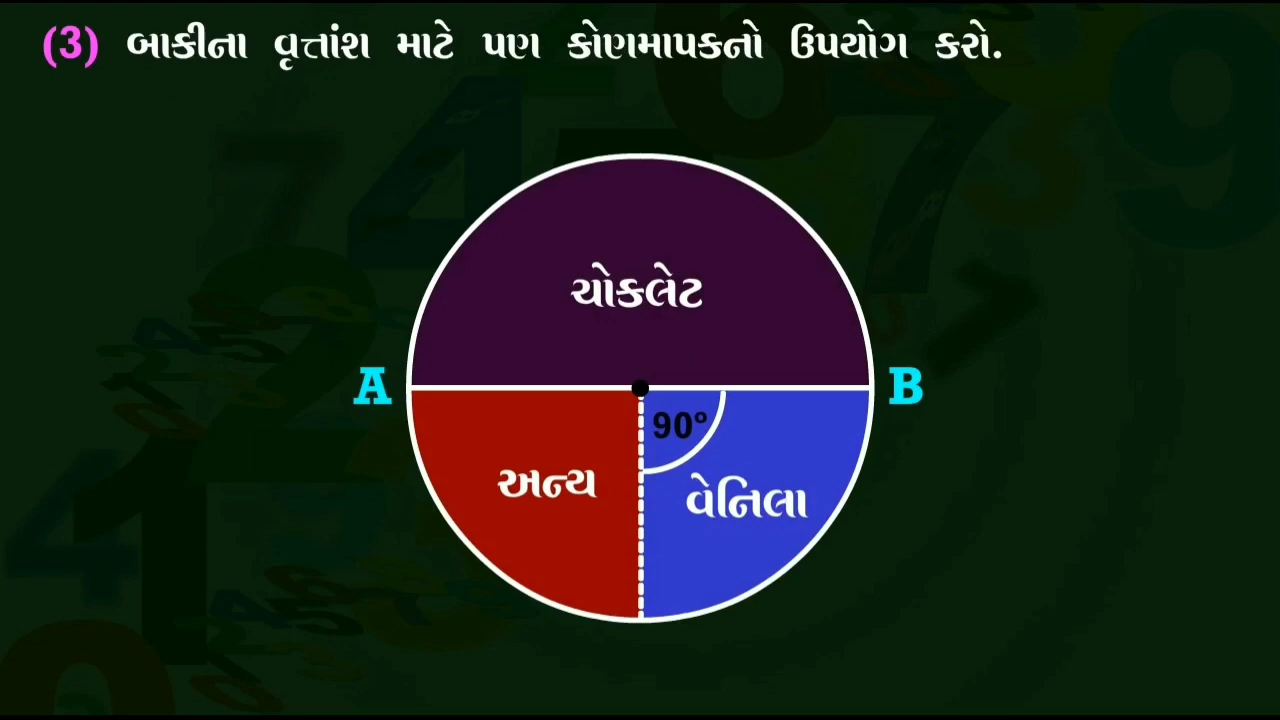 (3) બાકીના વૃત્તાંશ માટે પણ કોણમાપકનો ઉપયોગ કરો.
ચોકલેટ
A
B
90°
અન્ય
વેનિલા